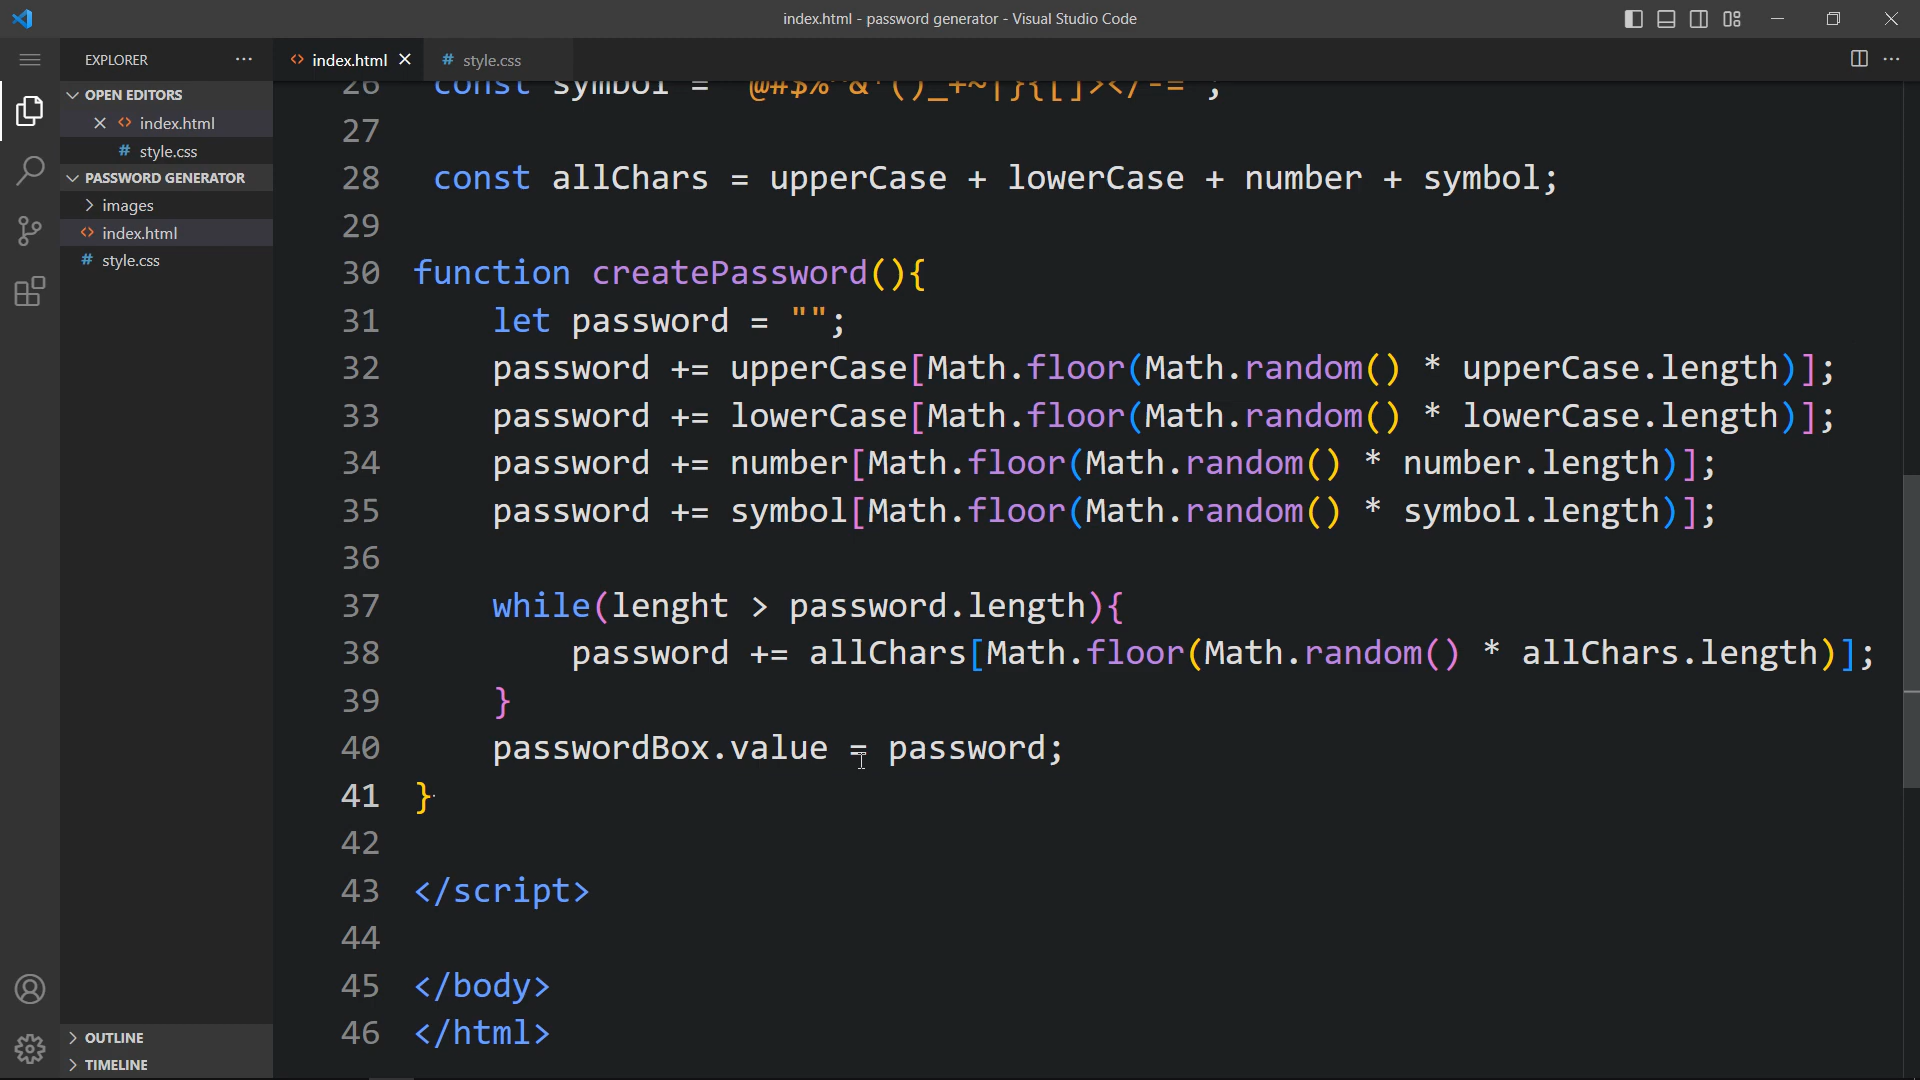 index.html - password generator - Visual Studio Code
EXPLORER
index.html
# style.css
OPEN EDITORS
index.html
# style.css
PASSWORD GENERATOR
images
index.html
# style.css
OUTLINE
TIMELINE
26 const symbol = "@#$%^&*()_+~|}{[]></-=";
27
28 const allChars = upperCase + lowerCase + number + symbol;
29
30 function createPassword(){
31 let password = "";
32 password += upperCase[Math.floor(Math.random() * upperCase.length)];
33 password += lowerCase[Math.floor(Math.random() * lowerCase.length)];
34 password += number[Math.floor(Math.random() * number.length)];
35 password += symbol[Math.floor(Math.random() * symbol.length)];
36
37 while(lenght > password.length){
38 password += allChars[Math.floor(Math.random() * allChars.length)];
39 }
40 passwordBox.value = password;
41 }
42
43 </script>
44
45 </body>
46 </html>